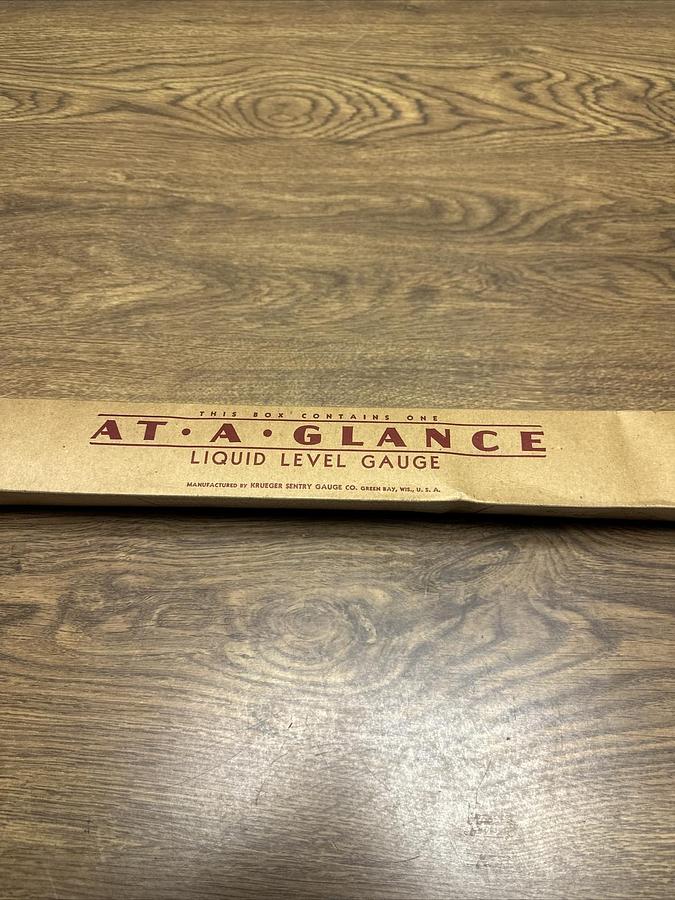 THIS BOX CONTAINS ONE
AT·A·GLANCE
LIQUID LEVEL GAUGE
MANUFACTURED BY KRUEGER SENTRY GAUGE CO. GREEN BAY, WIS., U. S. A.